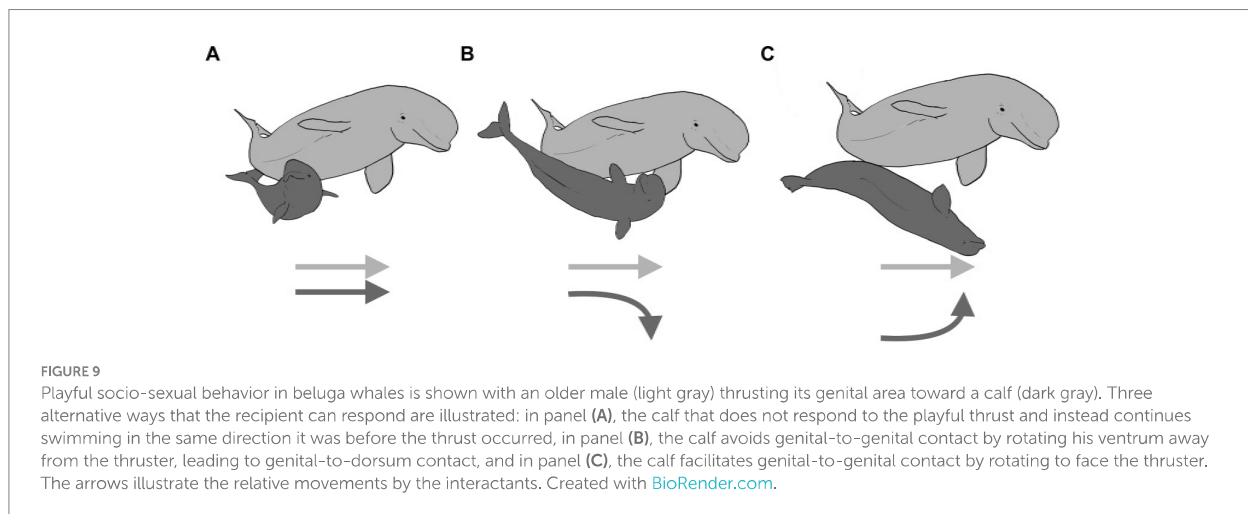 A
B
C
FIGURE 9
Playful socio-sexual behavior in beluga whales is shown with an older male (light gray) thrusting its genital area toward a calf (dark gray). Three
alternative ways that the recipient can respond are illustrated: in panel (A), the calf that does not respond to the playful thrust and instead continues
swimming in the same direction it was before the thrust occurred, in panel (B), the calf avoids genital-to-genital contact by rotating his ventrum away
from the thruster, leading to genital-to-dorsum contact, and in panel (C), the calf facilitates genital-to-genital contact by rotating to face the thruster.
The arrows illustrate the relative movements by the interactants. Created with BioRender.com.